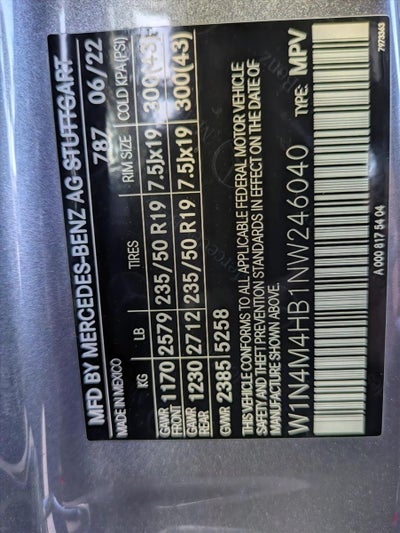 MFD BY MERCEDES-BENZ AG STUTTGART
MADE IN MEXICO 787 06/22
KG LB TIRES RIM SIZE COLD KPA (PSI)
GAWR FRONT 1170 2579 235/50 R19 7.5Jx19 300(43)
GAWR REAR 1230 2712 235/50 R19 7.5Jx19 300(43)
GVWR 2385 5258
THIS VEHICLE CONFORMS TO ALL APPLICABLE FEDERAL MOTOR VEHICLE
SAFETY AND THEFT PREVENTION STANDARDS IN EFFECT ON THE DATE OF
MANUFACTURE SHOWN ABOVE.
W1N4M4HB1NW246040 TYPE: MPV
A 000 817 54 04 7973363